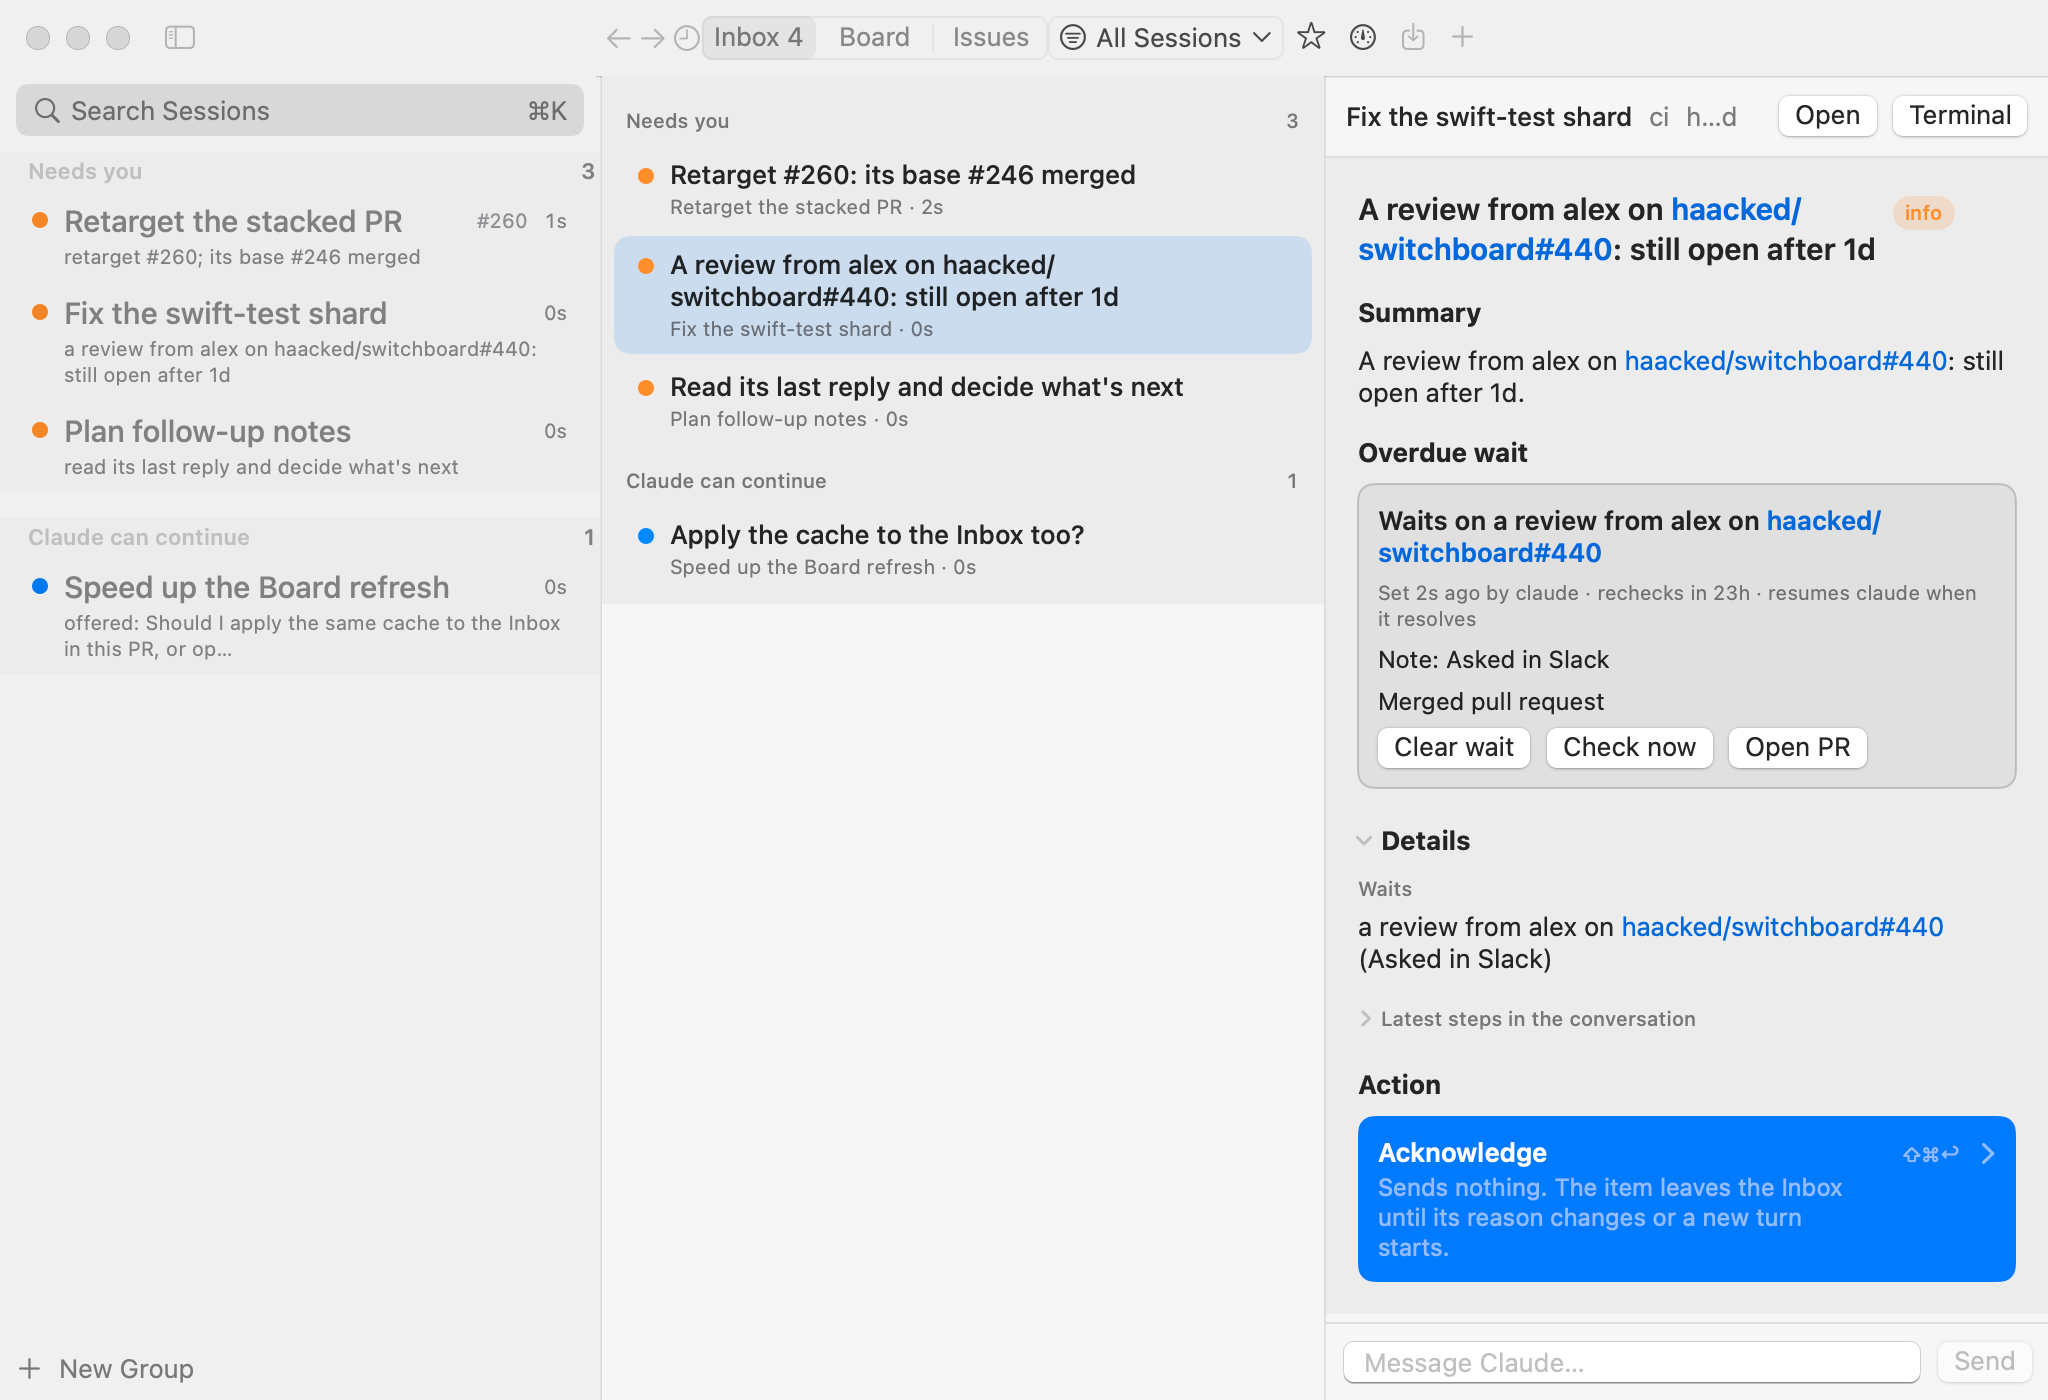 Inbox 4
Board
Issues
All Sessions
Search Sessions
⌘K
Needs you
3
Retarget the stacked PR
#260
1s
retarget #260; its base #246 merged
Fix the swift-test shard
0s
a review from alex on haacked/switchboard#440:
still open after 1d
Plan follow-up notes
0s
read its last reply and decide what's next
Claude can continue
1
Speed up the Board refresh
0s
offered: Should I apply the same cache to the Inbox
in this PR, or op…
New Group
Needs you
3
Retarget #260: its base #246 merged
Retarget the stacked PR · 2s
A review from alex on haacked/
switchboard#440: still open after 1d
Fix the swift-test shard · 0s
Read its last reply and decide what's next
Plan follow-up notes · 0s
Claude can continue
1
Apply the cache to the Inbox too?
Speed up the Board refresh · 0s
Fix the swift-test shard
ci
h…d
Open
Terminal
A review from alex on haacked/
switchboard#440: still open after 1d
info
Summary
A review from alex on haacked/switchboard#440: still
open after 1d.
Overdue wait
Waits on a review from alex on haacked/
switchboard#440
Set 2s ago by claude · rechecks in 23h · resumes claude when
it resolves
Note: Asked in Slack
Merged pull request
Clear wait
Check now
Open PR
Details
Waits
a review from alex on haacked/switchboard#440
(Asked in Slack)
Latest steps in the conversation
Action
Acknowledge
⇧⌘↩
Sends nothing. The item leaves the Inbox
until its reason changes or a new turn
starts.
Message Claude...
Send